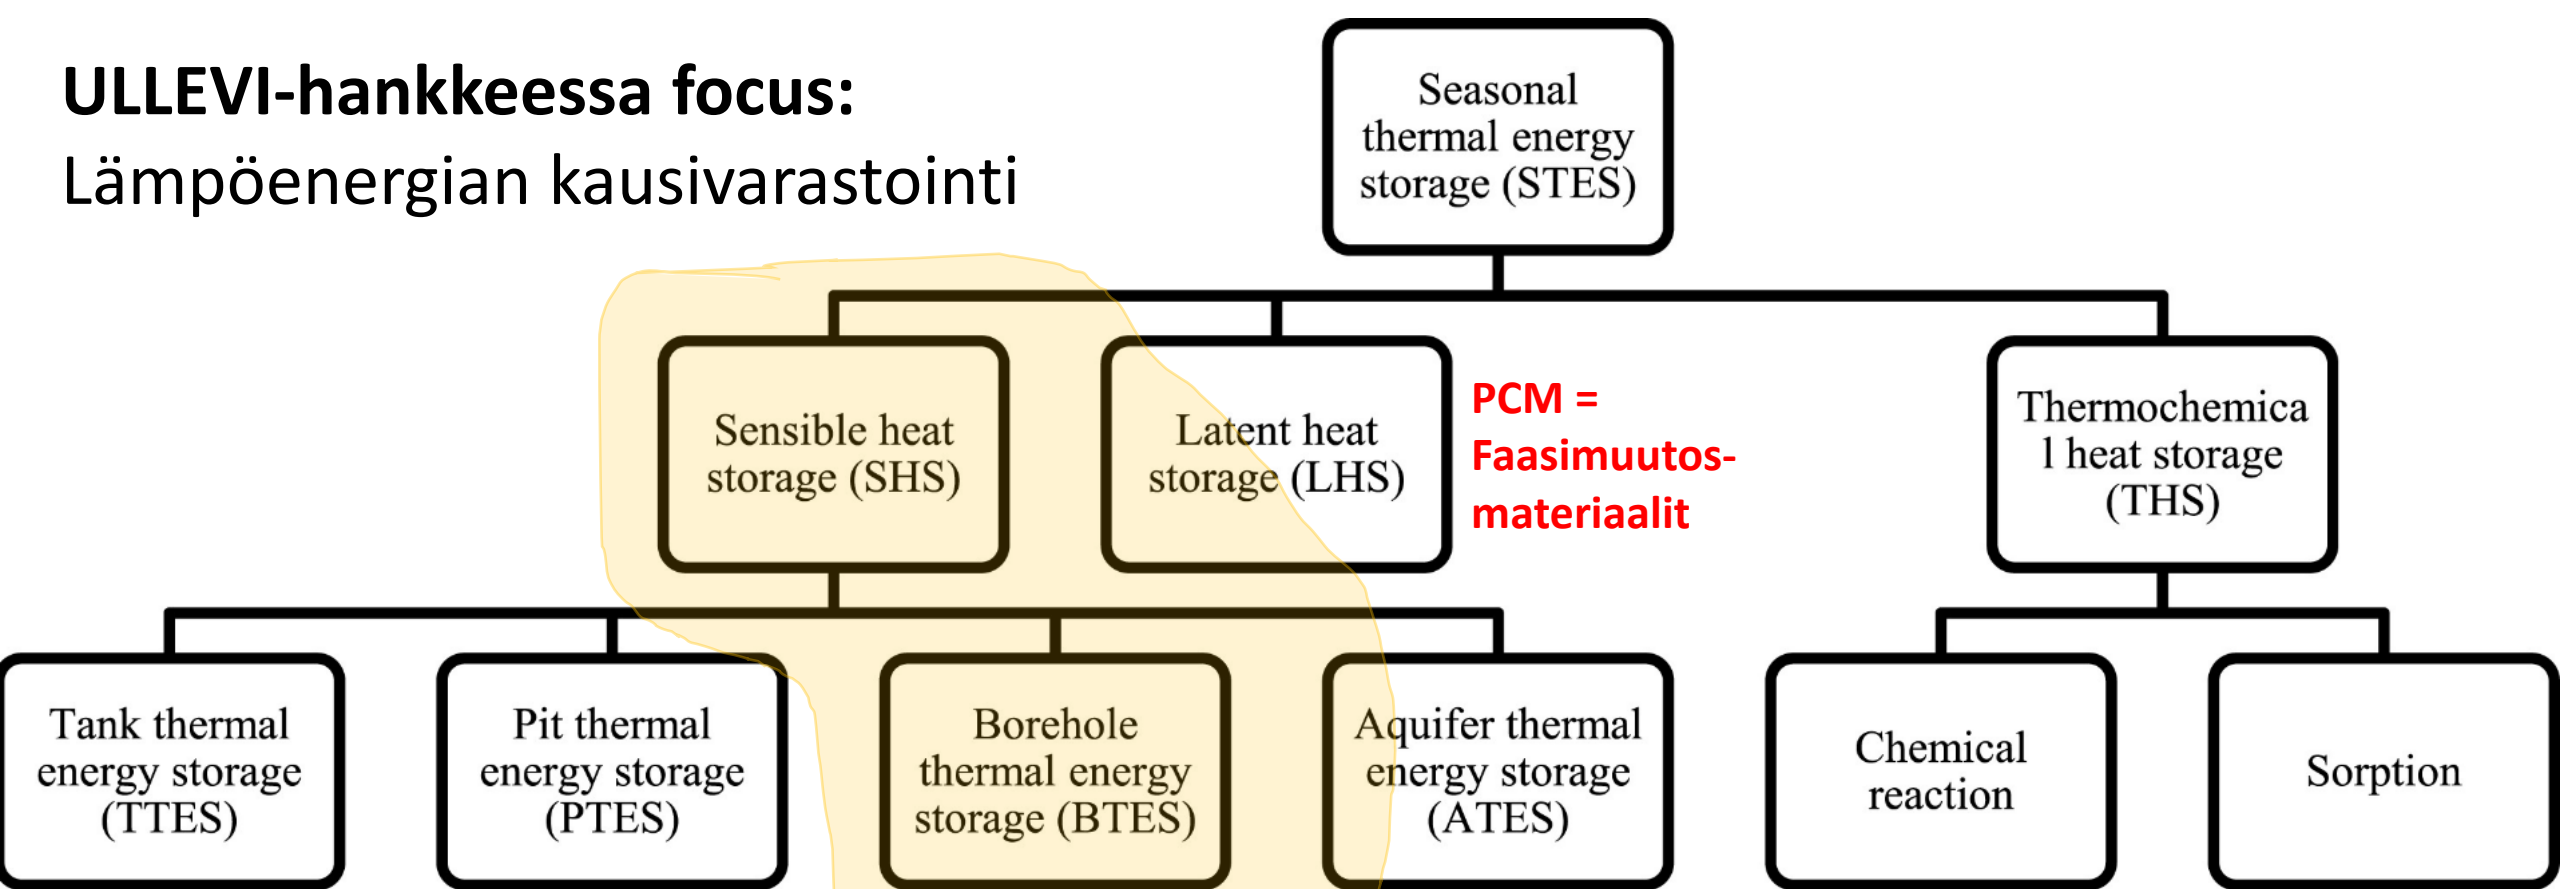 ULLEVI-hankkeessa focus:
Lämpöenergian kausivarastointi
Seasonal
thermal energy
storage (STES)
Sensible heat
storage (SHS)
Latent heat
storage (LHS)
PCM =
Faasimuutos-
materiaalit
Thermochemica
l heat storage
(THS)
Tank thermal
energy storage
(TTES)
Pit thermal
energy storage
(PTES)
Borehole
thermal energy
storage (BTES)
Aquifer thermal
energy storage
(ATES)
Chemical
reaction
Sorption